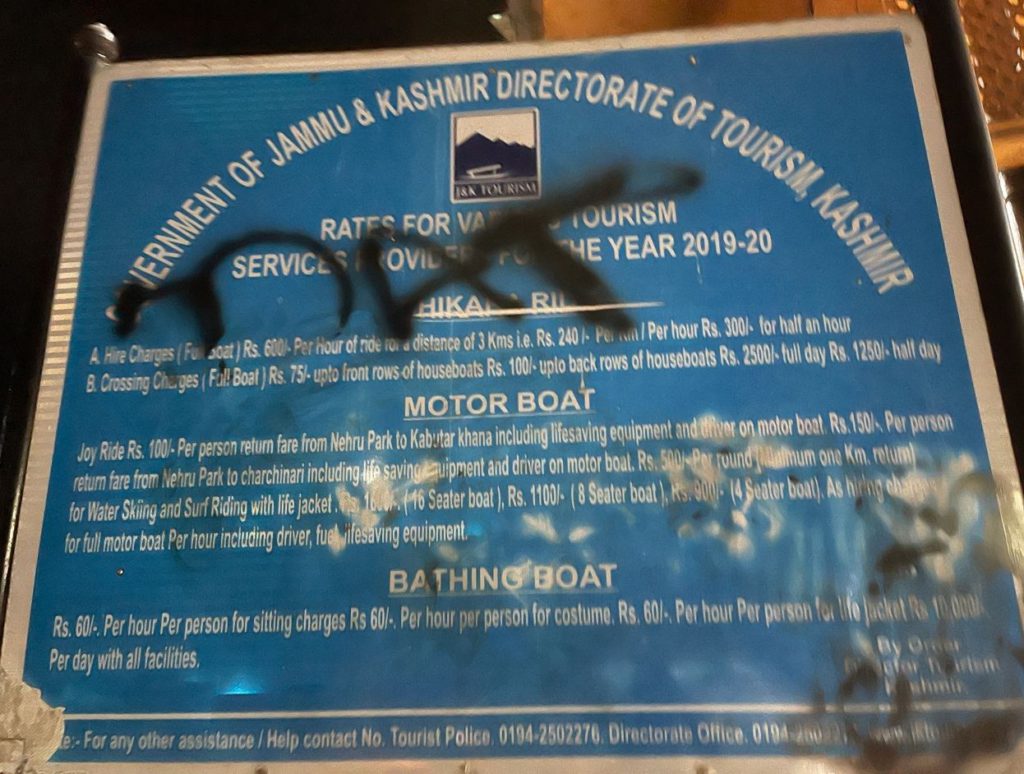 GOVERNMENT OF JAMMU & KASHMIR DIRECTORATE OF TOURISM, KASHMIR
J&K TOURISM
RATES FOR TOURISM
SERVICES THE YEAR 2019-20
A. Hire Charges ( Full Boat ) Rs. 600/- Per Hour of ride for a distance of 3 Kms i.e. Rs. 240 /- Per / Per hour Rs. 300/- for half an hour
B. Crossing Charges ( Full Boat ) Rs. 75/- upto front rows of houseboats Rs. 100/- upto back rows of houseboats Rs. 2500/- full day Rs. 1250/- half day
MOTOR BOAT
Joy Ride Rs. 100/- Per person return fare from Nehru Park to Kabutar khana including lifesaving equipment and driver on motor boat. Rs.150/-. Per person
return fare from Nehru Park to charchinari including life saving equipment and driver on motor boat. Rs. 500/- Per round (Minimum one Km. return)
for Water Skiing and Surf Riding with life jacket . ( 16 Seater boat ), Rs. 1100/- ( 8 Seater boat ), Rs. 900/- (4 Seater boat). As hiring
for full motor boat Per hour including driver, fuel, lifesaving equipment.
BATHING BOAT
Rs. 60/-. Per hour Per person for sitting charges Rs 60/-. Per hour per person for costume. Rs. 60/-. Per hour Per person for life jacket Rs 10,000/-
Per day with all facilities.
By Order
Director Tourism
Kashmir
For any other assistance / Help contact No. Tourist Police. 0194-2502276. Directorate Office. 0194-